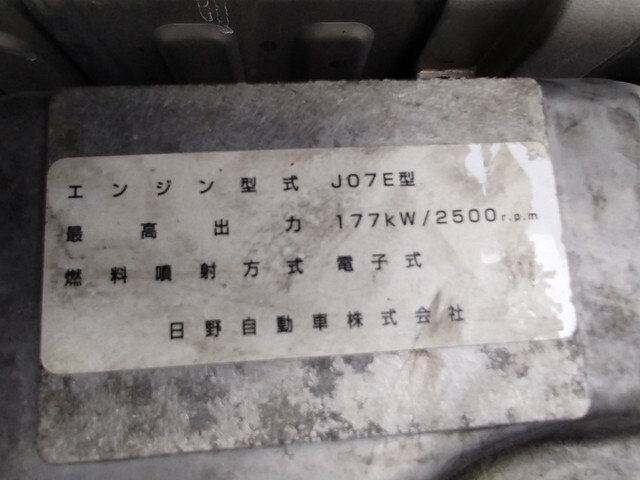 エンジン型式 J07E型
最高出力 177kW/2500r.p.m
燃料噴射方式 電子式
日野自動車株式会社